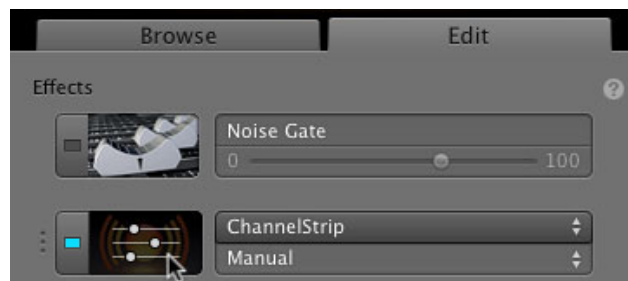 Browse Edit
Effects ?
Noise Gate
0 100
ChannelStrip
Manual